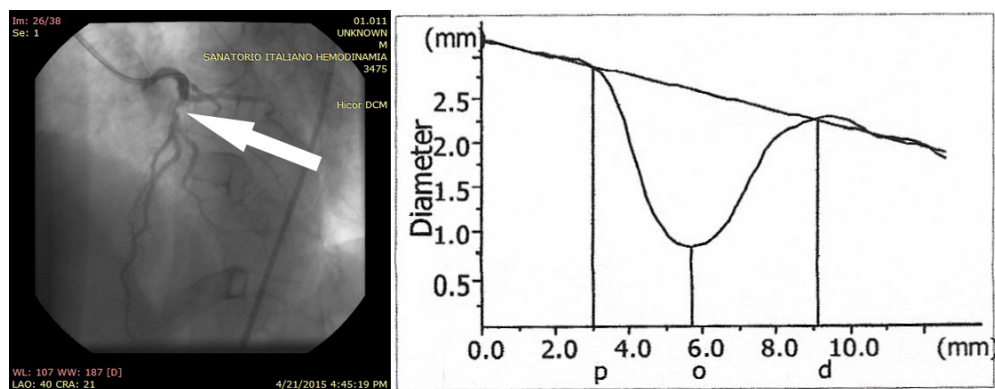 Im: 26/38
Se: 1
01.011
UNKNOWN
M
SANATORIO ITALIANO HEMODINAMIA
3475
Hicor DCM
WL: 107 WW: 187 [D]
LAO: 40 CRA: 21
4/21/2015 4:45:19 PM
(mm)
Diameter
2.5
2.0
1.5
1.0
0.5
0.0 2.0 4.0 6.0 8.0 10.0 (mm)
p o d